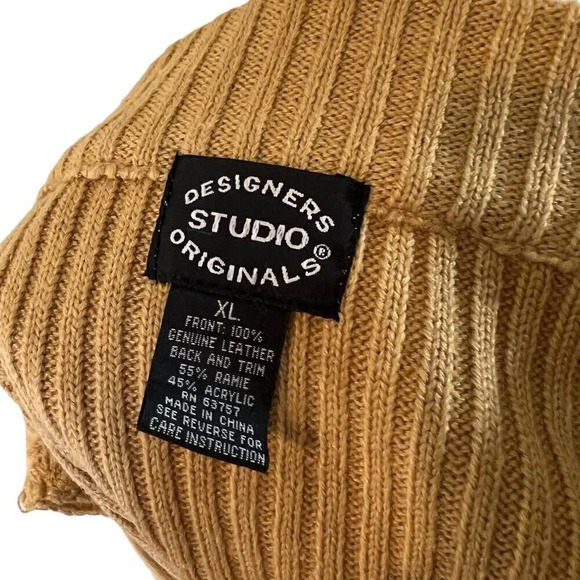 DESIGNERS
STUDIO®
ORIGINALS
XL
FRONT: 100%
GENUINE LEATHER
BACK AND TRIM
55% RAMIE
45% ACRYLIC
RN 63757
MADE IN CHINA
SEE REVERSE FOR
CARE INSTRUCTION